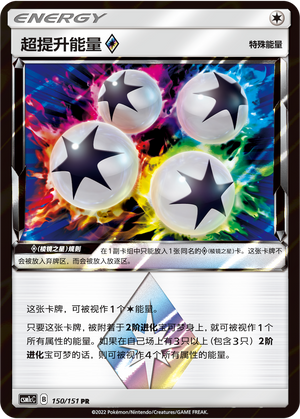 ENERGY
超提升能量◇
特殊能量
◇(棱镜之星)规则
在1副卡组中只能放入1张同名的◇(棱镜之星)卡。这张卡牌不
会被放入弃牌区,而会被放入放逐区。
这张卡牌,可被视作1个无能量。
只要这张卡牌,被附着于2阶进化宝可梦身上,就可被视作1个
所有属性的能量。如果在自己场上有3只以上(包含3只)2阶
进化宝可梦的话,则可视作4个所有属性的能量。
CSM1cC B 150/151 PR
©2022 Pokémon/Nintendo/Creatures/GAME FREAK.